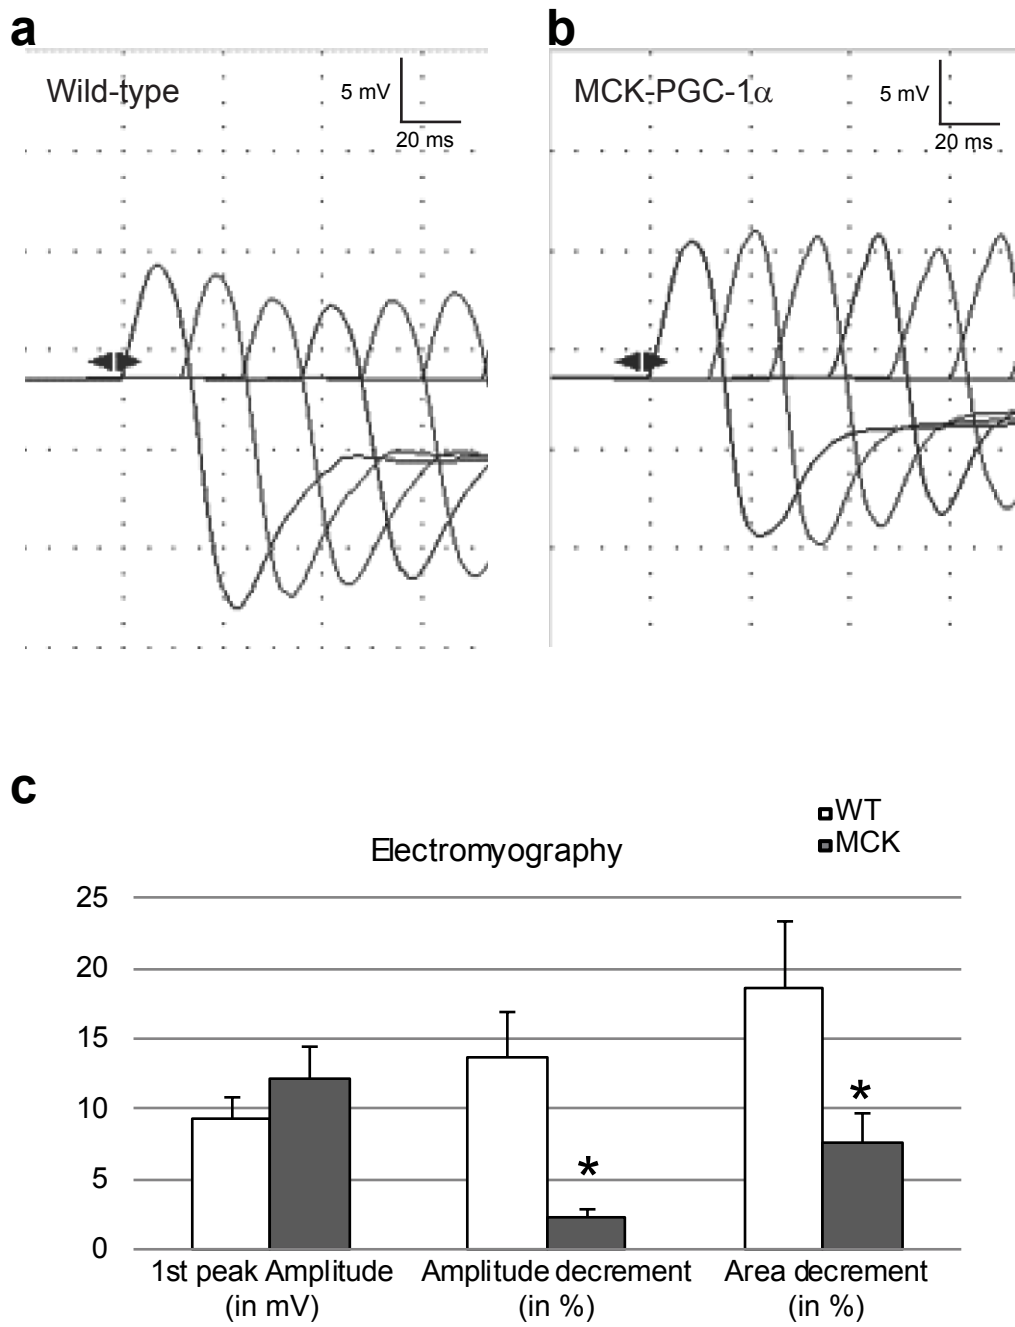 a
Wild-type
5 mV
20 ms
b
MCK-PGC-1α
5 mV
20 ms
c
WT
MCK
Electromyography
25
20
15
10
5
0
*
*
1st peak Amplitude
(in mV)
Amplitude decrement
(in %)
Area decrement
(in %)